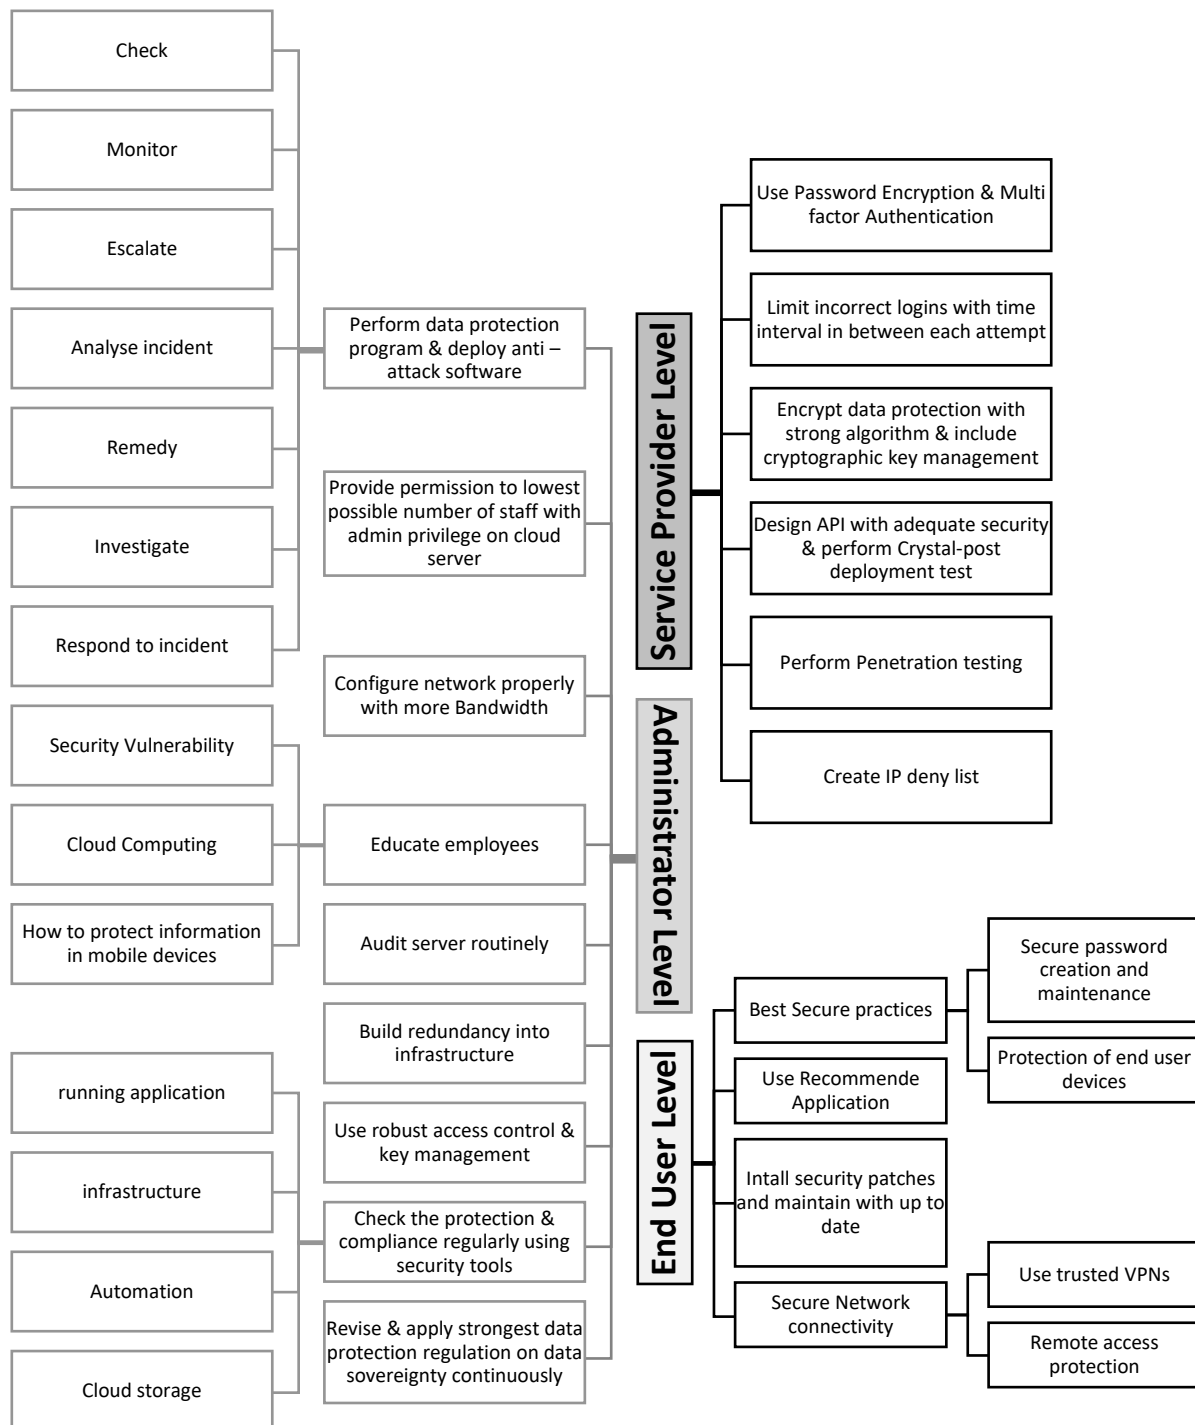 Check
Monitor
Escalate
Analyse incident
Remedy
Investigate
Respond to incident
Security Vulnerability
Cloud Computing
How to protect information
in mobile devices
running application
infrastructure
Automation
Cloud storage
Perform data protection
program & deploy anti –
attack software
Provide permission to lowest
possible number of staff with
admin privilege on cloud
server
Configure network properly
with more Bandwidth
Educate employees
Audit server routinely
Build redundancy into
infrastructure
Use robust access control &
key management
Check the protection &
compliance regularly using
security tools
Revise & apply strongest data
protection regulation on data
sovereignty continuously
Service Provider Level
Administrator Level
End User Level
Use Password Encryption & Multi
factor Authentication
Limit incorrect logins with time
interval in between each attempt
Encrypt data protection with
strong algorithm & include
cryptographic key management
Design API with adequate security
& perform Crystal-post
deployment test
Perform Penetration testing
Create IP deny list
Best Secure practices
Use Recommende
Application
Intall security patches
and maintain with up to
date
Secure Network
connectivity
Secure password
creation and
maintenance
Protection of end user
devices
Use trusted VPNs
Remote access
protection